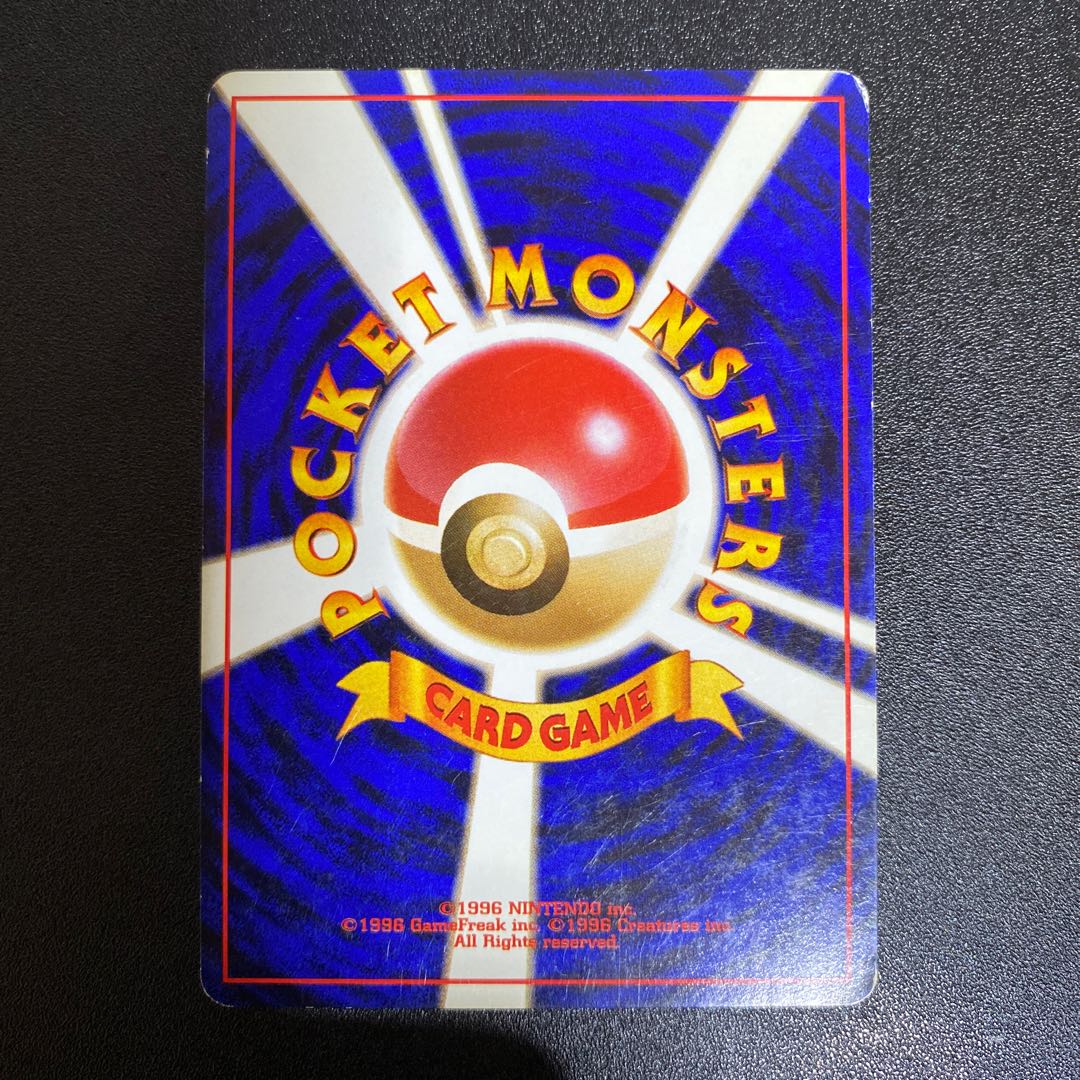 POCKET MONSTERS
CARD GAME
©1996 NINTENDO inc.
©1996 GameFreak inc. ©1996 Creatures inc.
All Rights reserved.